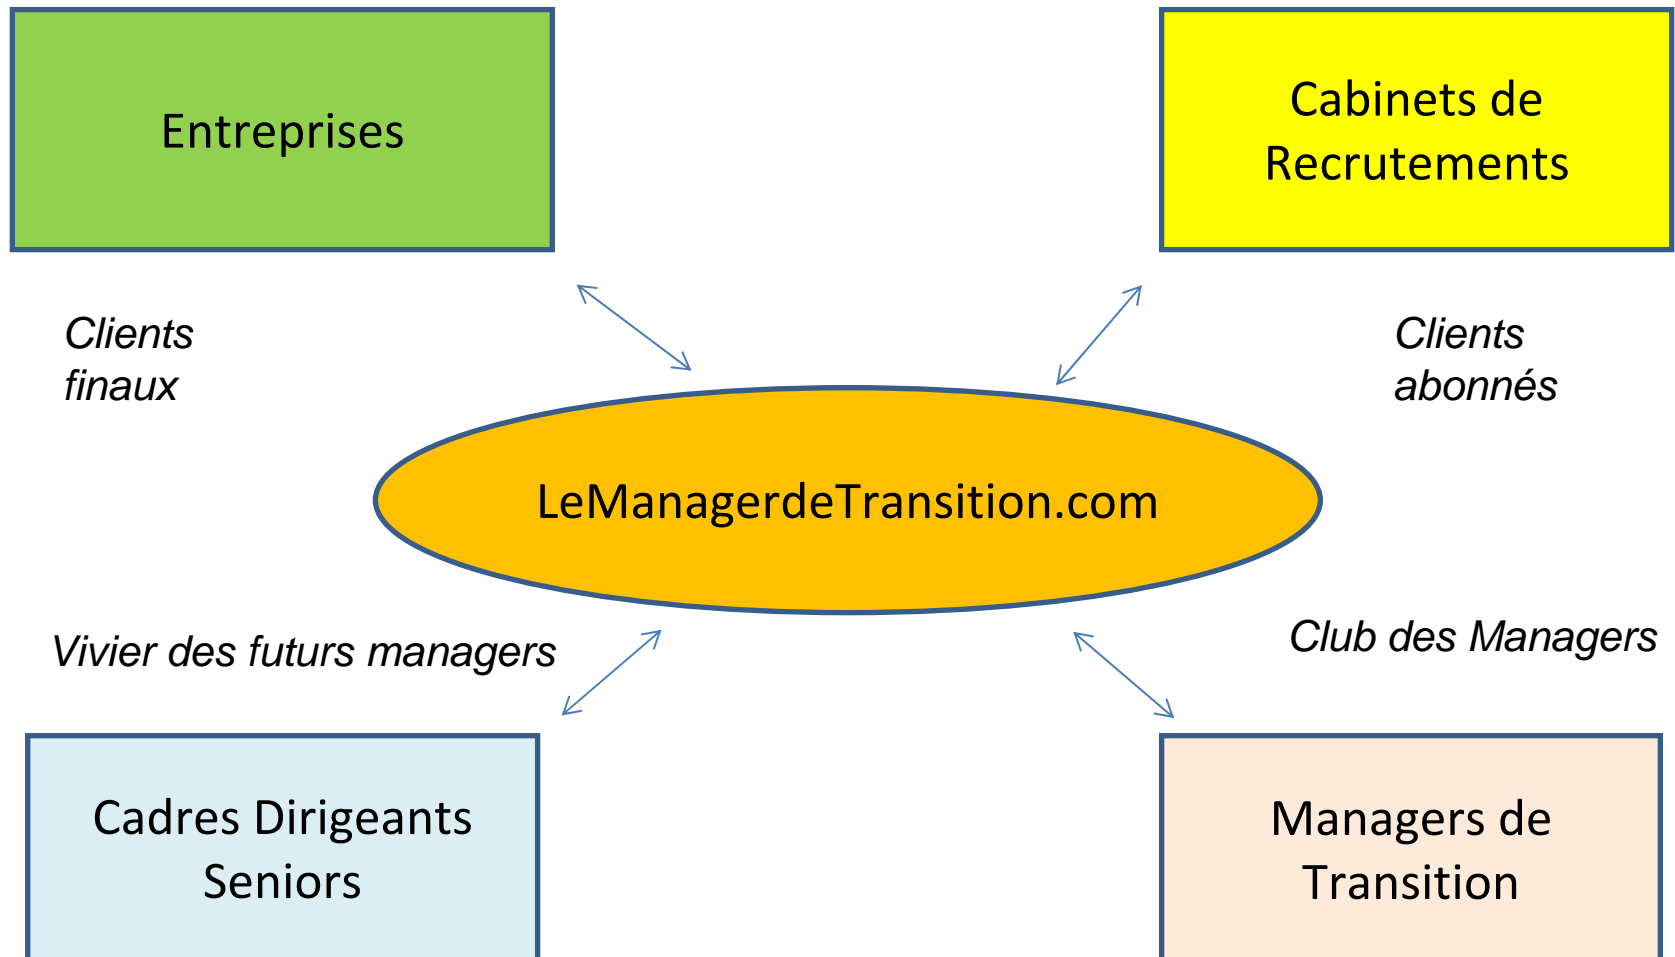 Entreprises
Cabinets de
Recrutements
Clients
finaux
Clients
abonnés
LeManagerdeTransition.com
Vivier des futurs managers
Club des Managers
Cadres Dirigeants
Seniors
Managers de
Transition